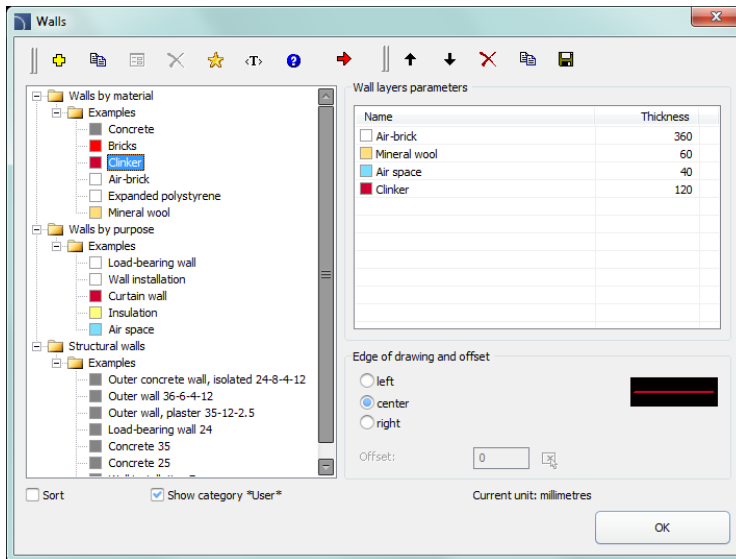 Walls
<T>
Walls by material
Examples
Concrete
Bricks
Clinker
Air-brick
Expanded polystyrene
Mineral wool
Walls by purpose
Examples
Load-bearing wall
Wall installation
Curtain wall
Insulation
Air space
Structural walls
Examples
Outer concrete wall, isolated 24-8-4-12
Outer wall 36-6-4-12
Outer wall, plaster 35-12-2.5
Load-bearing wall 24
Concrete 35
Concrete 25
Sort
Show category *User*
Wall layers parameters
Name Thickness
Air-brick 360
Mineral wool 60
Air space 40
Clinker 120
Edge of drawing and offset
left
center
right
Offset: 0
Current unit: millimetres
OK